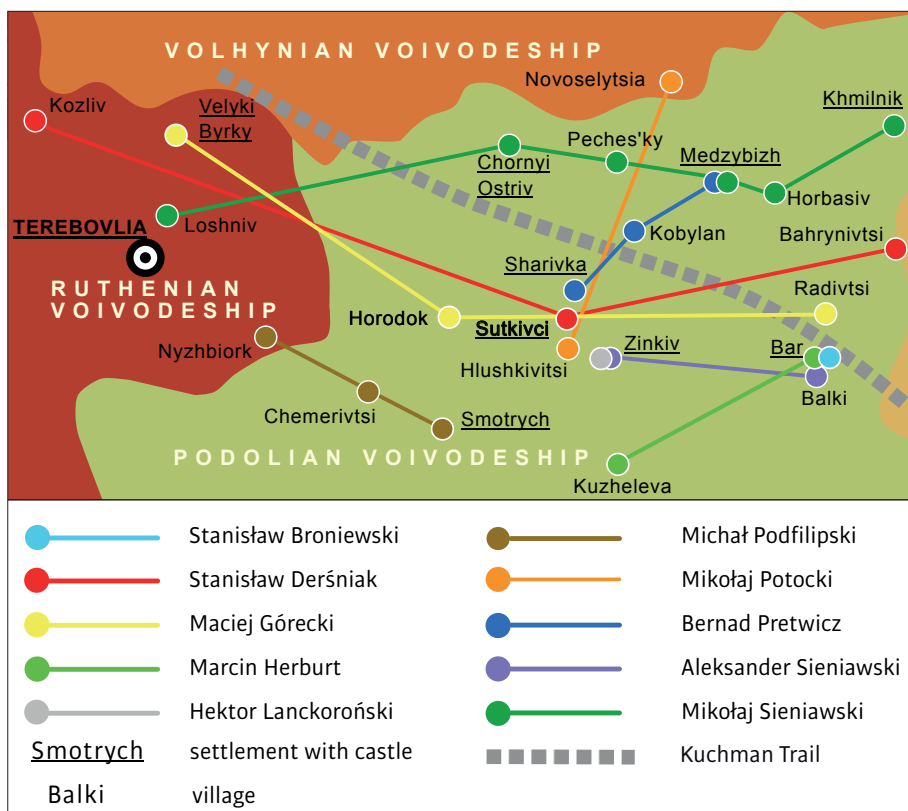 VOLHYNIAN VOIVODESHIP
Novoselytsia
Kozliv
Velyki
Byrky
Khmilnik
Peches'ky
Chornyi
Ostriv
Medzybizh
Horbasiv
TEREBOVLIA
Loshniv
Kobylan
Bahrynivtsi
Sharivka
RUTHENIAN
VOIVODESHIP
Radivtsi
Horodok
Sutkivci
Nyzhbiork
Hlushkivitsi
Zinkiv
Bar
Balki
Chemerivtsi
Smotrych
PODOLIAN VOIVODESHIP
Kuzheleva
Stanisław Broniewski
Stanisław Derśniak
Maciej Górecki
Marcin Herburt
Hektor Lanckoroński
Smotrych settlement with castle
Balki village
Michał Podfilipski
Mikołaj Potocki
Bernad Pretwicz
Aleksander Sieniawski
Mikołaj Sieniawski
Kuchman Trail